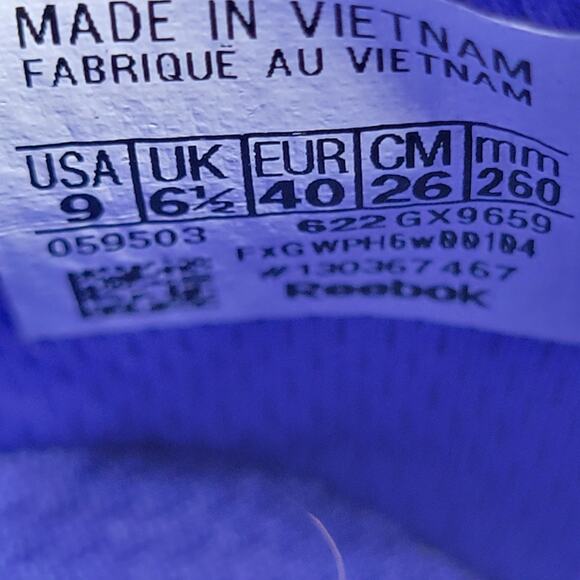 MADE IN VIETNAM
FABRIQUÉ AU VIETNAM
USA UK EUR CM mm
9 6½ 40 26 260
059503 622 GX9659
FXGWPH6W00104
#130367467
Reebok